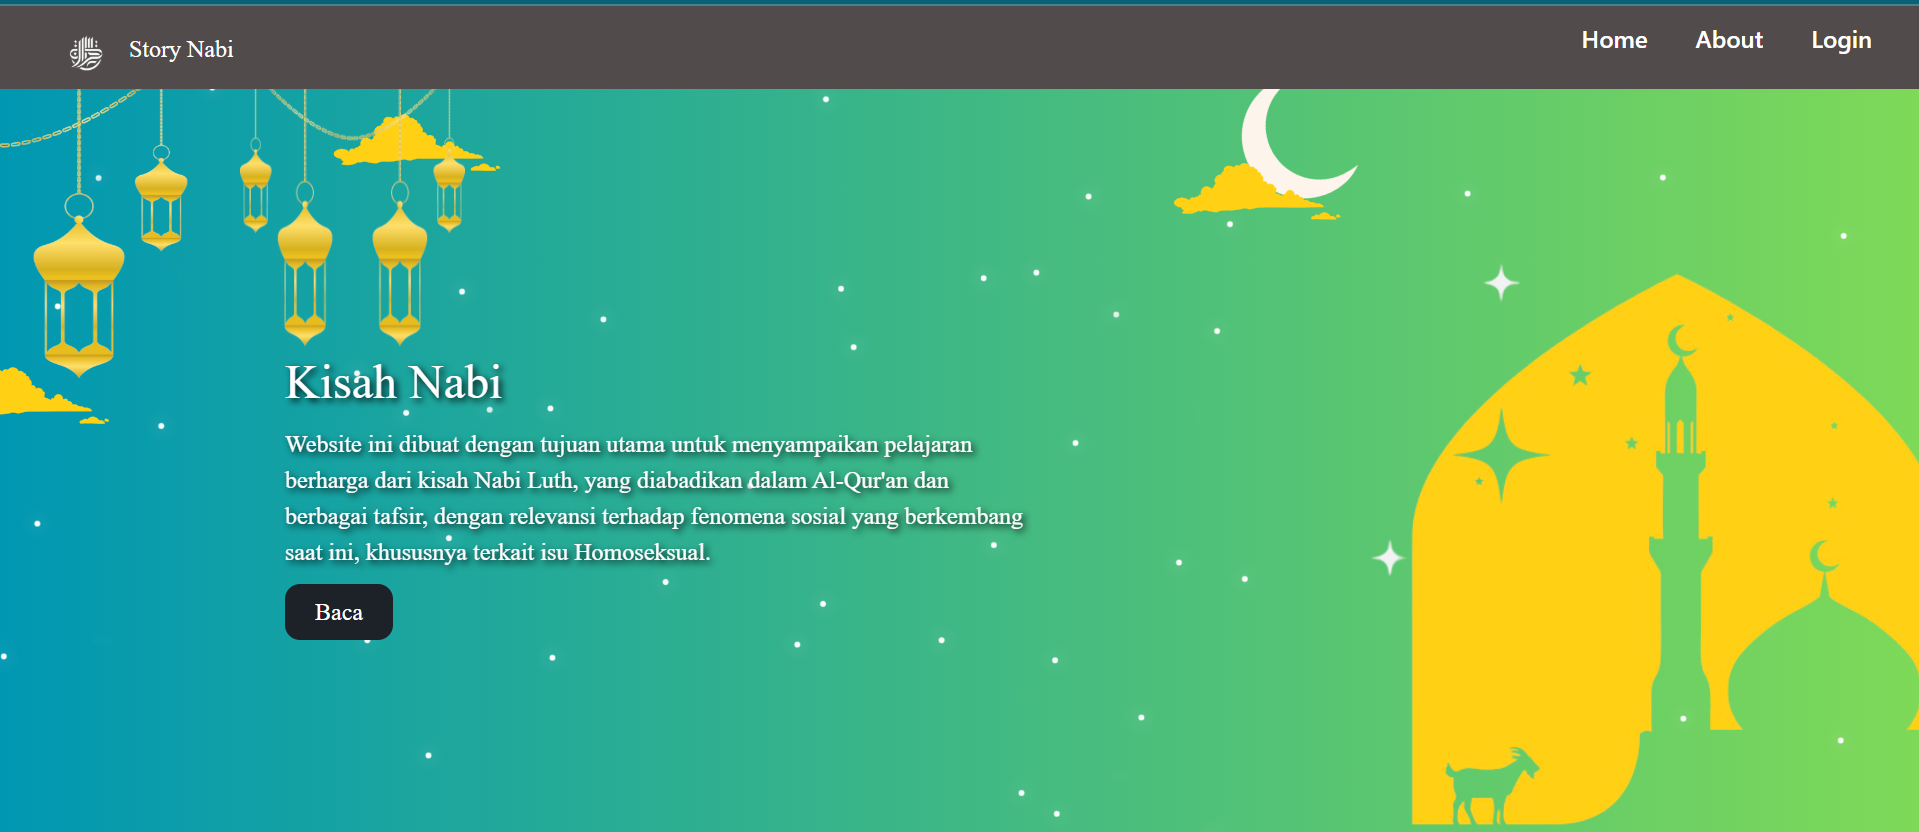 Story Nabi
Home
About
Login
Kisah Nabi
Website ini dibuat dengan tujuan utama untuk menyampaikan pelajaran
berharga dari kisah Nabi Luth, yang diabadikan dalam Al-Qur'an dan
berbagai tafsir, dengan relevansi terhadap fenomena sosial yang berkembang
saat ini, khususnya terkait isu Homoseksual.
Baca